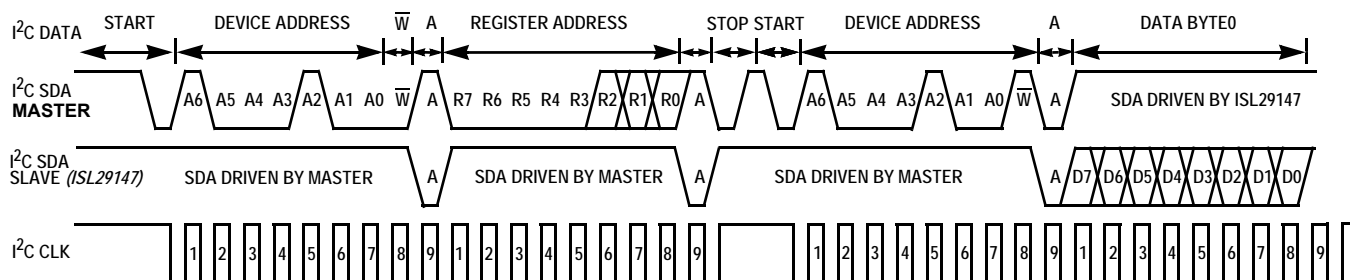 I²C DATA START DEVICE ADDRESS W̅ A REGISTER ADDRESS STOP START DEVICE ADDRESS A DATA BYTE0
I²C SDA
MASTER
A6 A5 A4 A3 A2 A1 A0 W̅ A R7 R6 R5 R4 R3 R2 R1 R0 A A6 A5 A4 A3 A2 A1 A0 W̅ A SDA DRIVEN BY ISL29147
I²C SDA
SLAVE (ISL29147)
SDA DRIVEN BY MASTER A SDA DRIVEN BY MASTER A SDA DRIVEN BY MASTER A D7 D6 D5 D4 D3 D2 D1 D0
I²C CLK 1 2 3 4 5 6 7 8 9 1 2 3 4 5 6 7 8 9 1 2 3 4 5 6 7 8 9 1 2 3 4 5 6 7 8 9